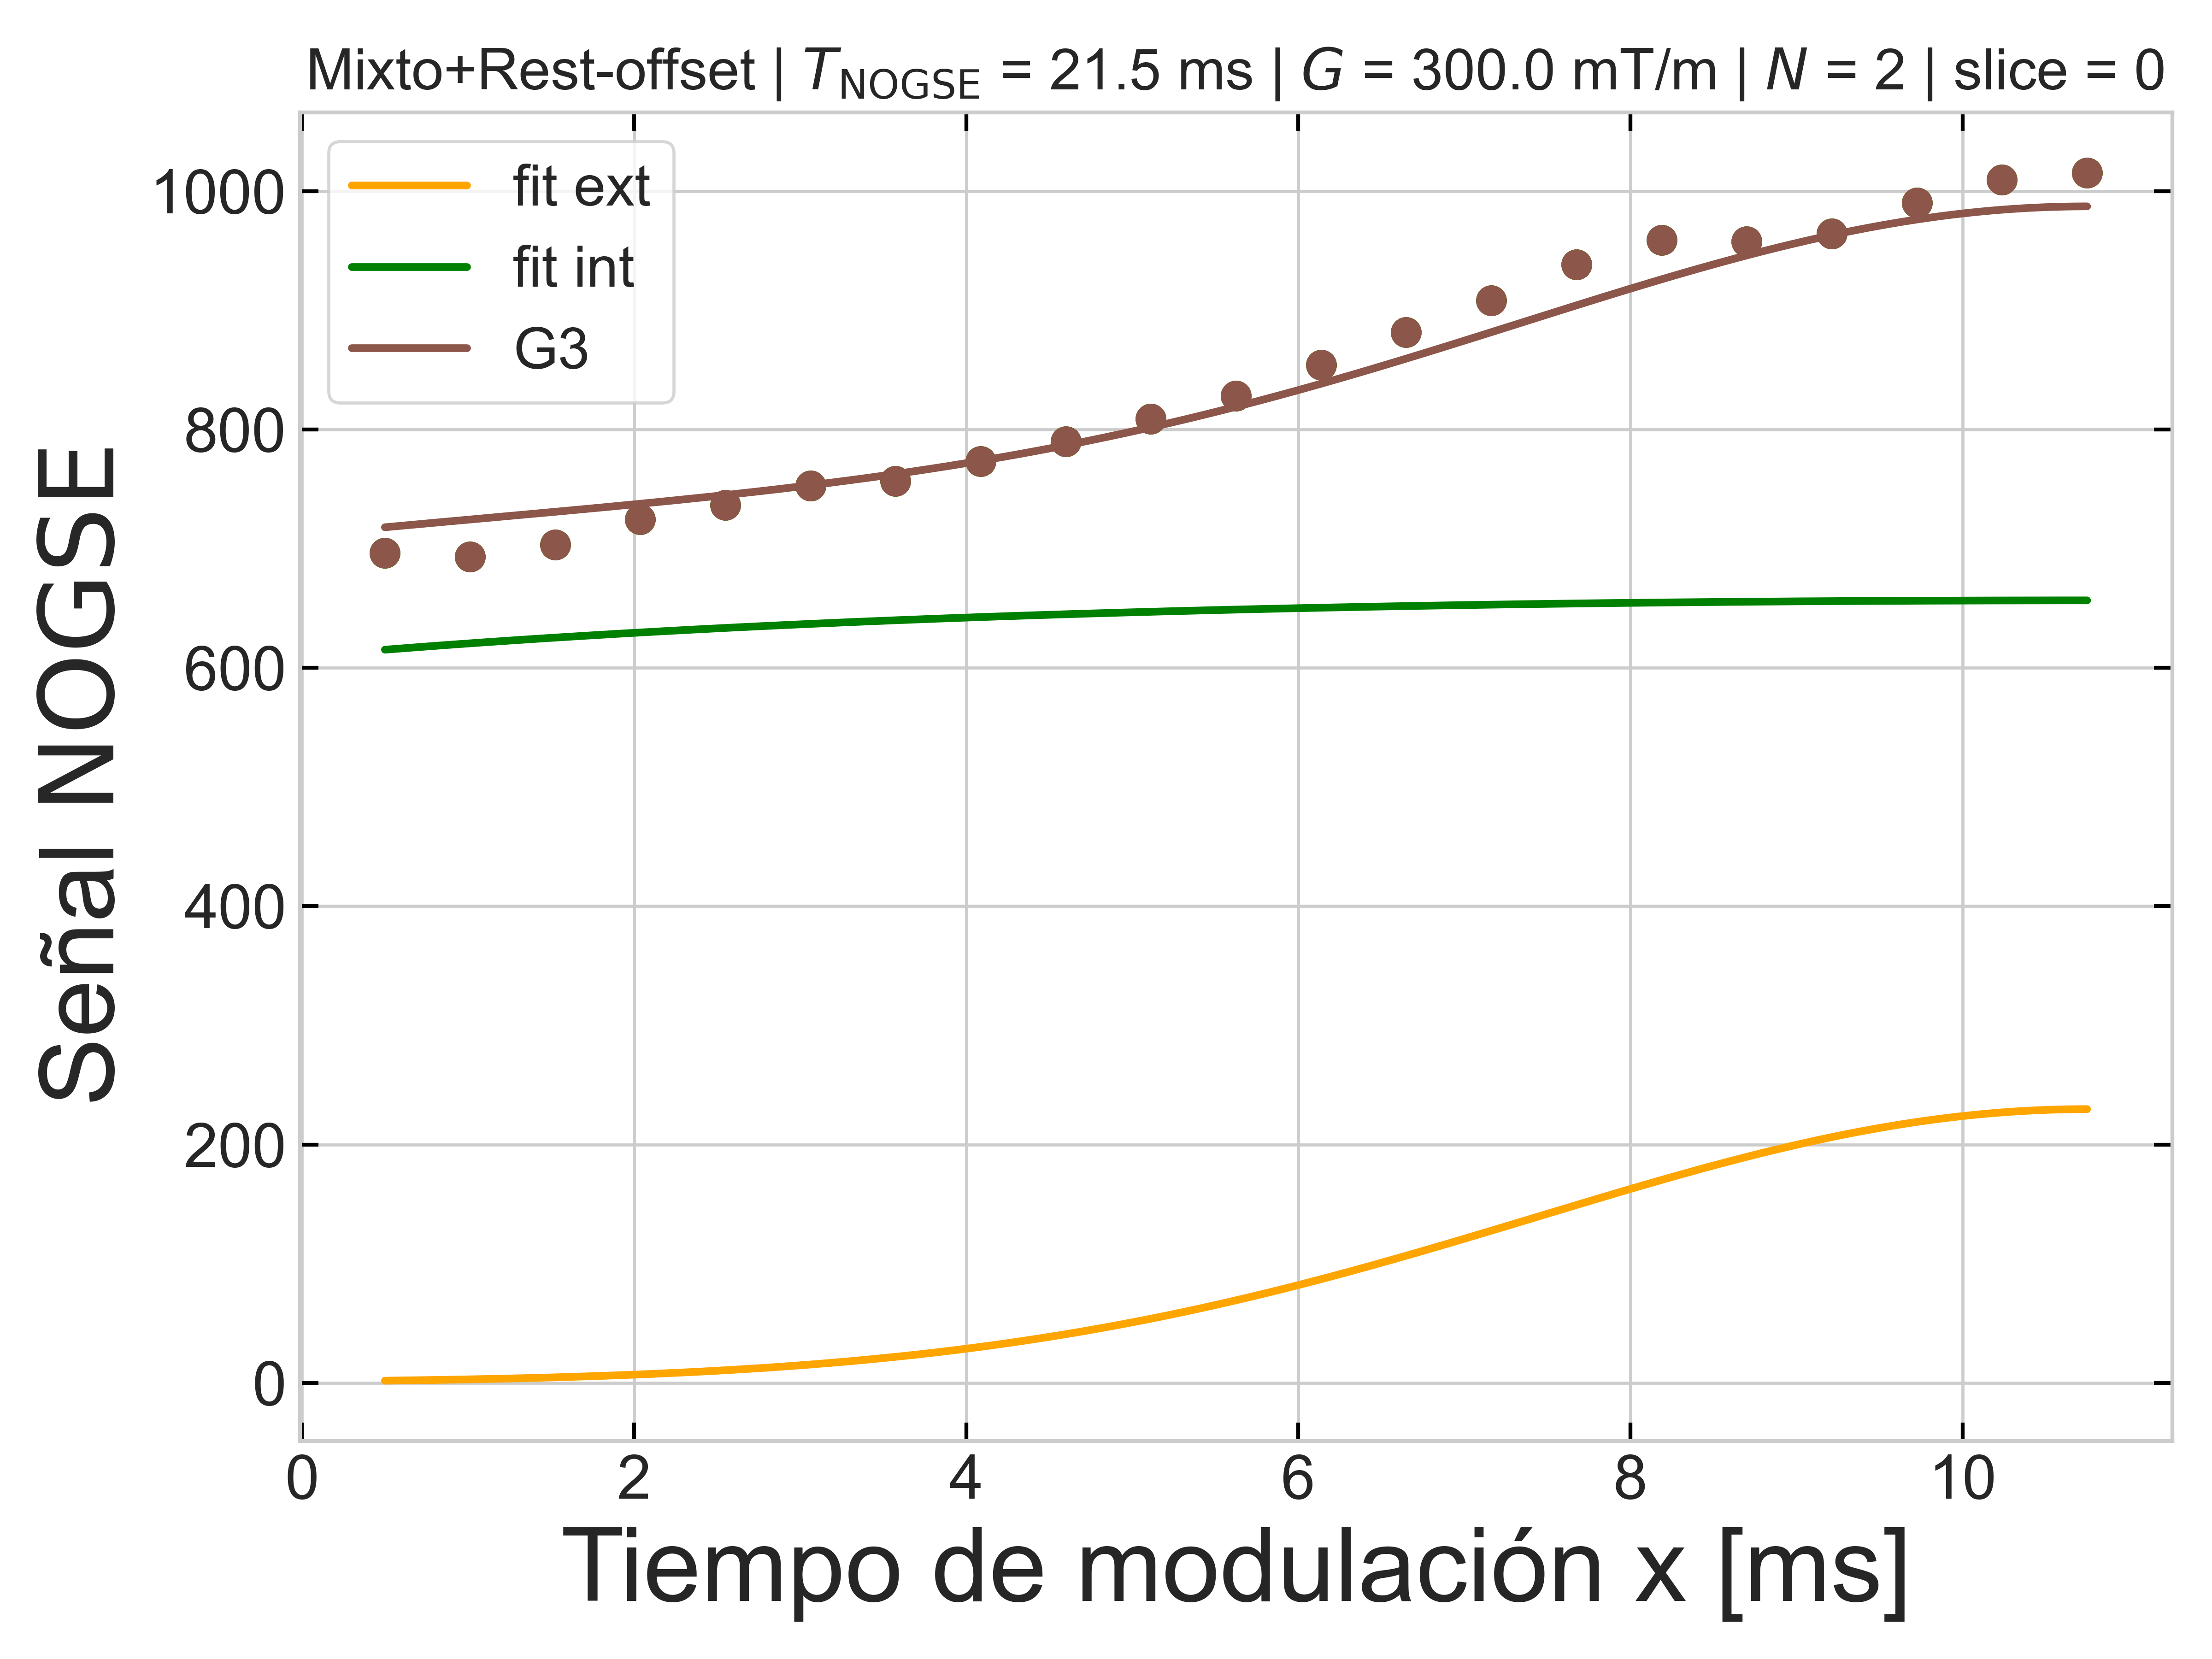 Mixto+Rest-offset | T_NOGSE = 21.5 ms | G = 300.0 mT/m | N = 2 | slice = 0
fit ext
fit int
G3
Señal NOGSE
1000
800
600
400
200
0
0 2 4 6 8 10
Tiempo de modulación x [ms]